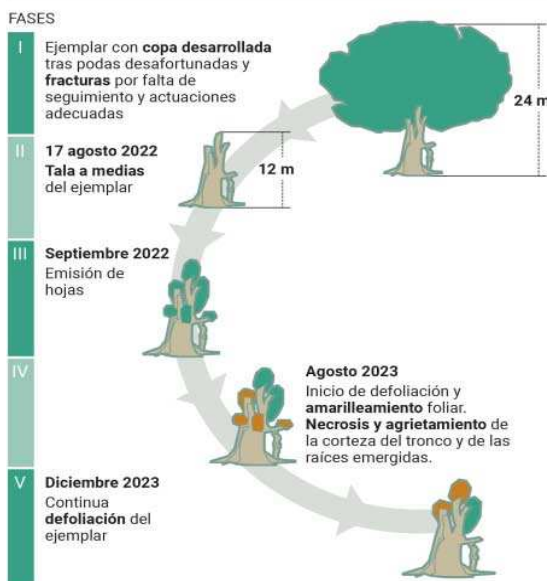 FASES
I
Ejemplar con copa desarrollada
tras podas desafortunadas y
fracturas por falta de
seguimiento y actuaciones
adecuadas
24 m
II
17 agosto 2022
Tala a medias
del ejemplar
12 m
III
Septiembre 2022
Emisión de
hojas
IV
Agosto 2023
Inicio de defoliación y
amarilleamiento foliar.
Necrosis y agrietamiento de
la corteza del tronco y de las
raíces emergidas.
V
Diciembre 2023
Continua
defoliación del
ejemplar